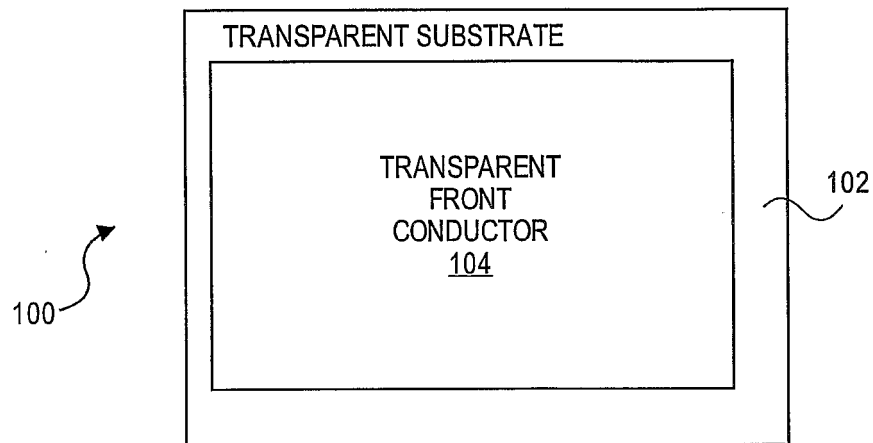 TRANSPARENT SUBSTRATE
TRANSPARENT
FRONT
CONDUCTOR
104
102
100